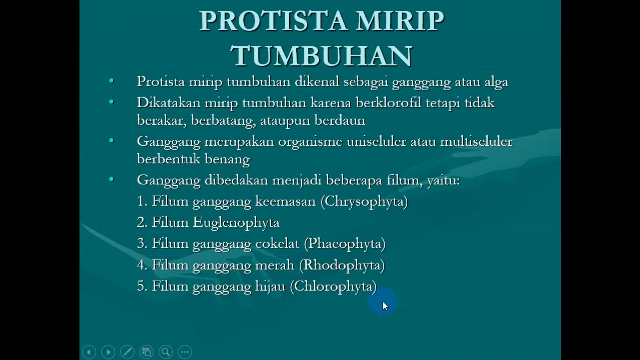 PROTISTA MIRIP
TUMBUHAN
• Protista mirip tumbuhan dikenal sebagai ganggang atau alga
• Dikatakan mirip tumbuhan karena berklorofil tetapi tidak
berakar, berbatang, ataupun berdaun
• Ganggang merupakan organisme uniseluler atau multiseluler
berbentuk benang
• Ganggang dibedakan menjadi beberapa filum, yaitu:
1. Filum ganggang keemasan (Chrysophyta)
2. Filum Euglenophyta
3. Filum ganggang cokelat (Phaeophyta)
4. Filum ganggang merah (Rhodophyta)
5. Filum ganggang hijau (Chlorophyta)